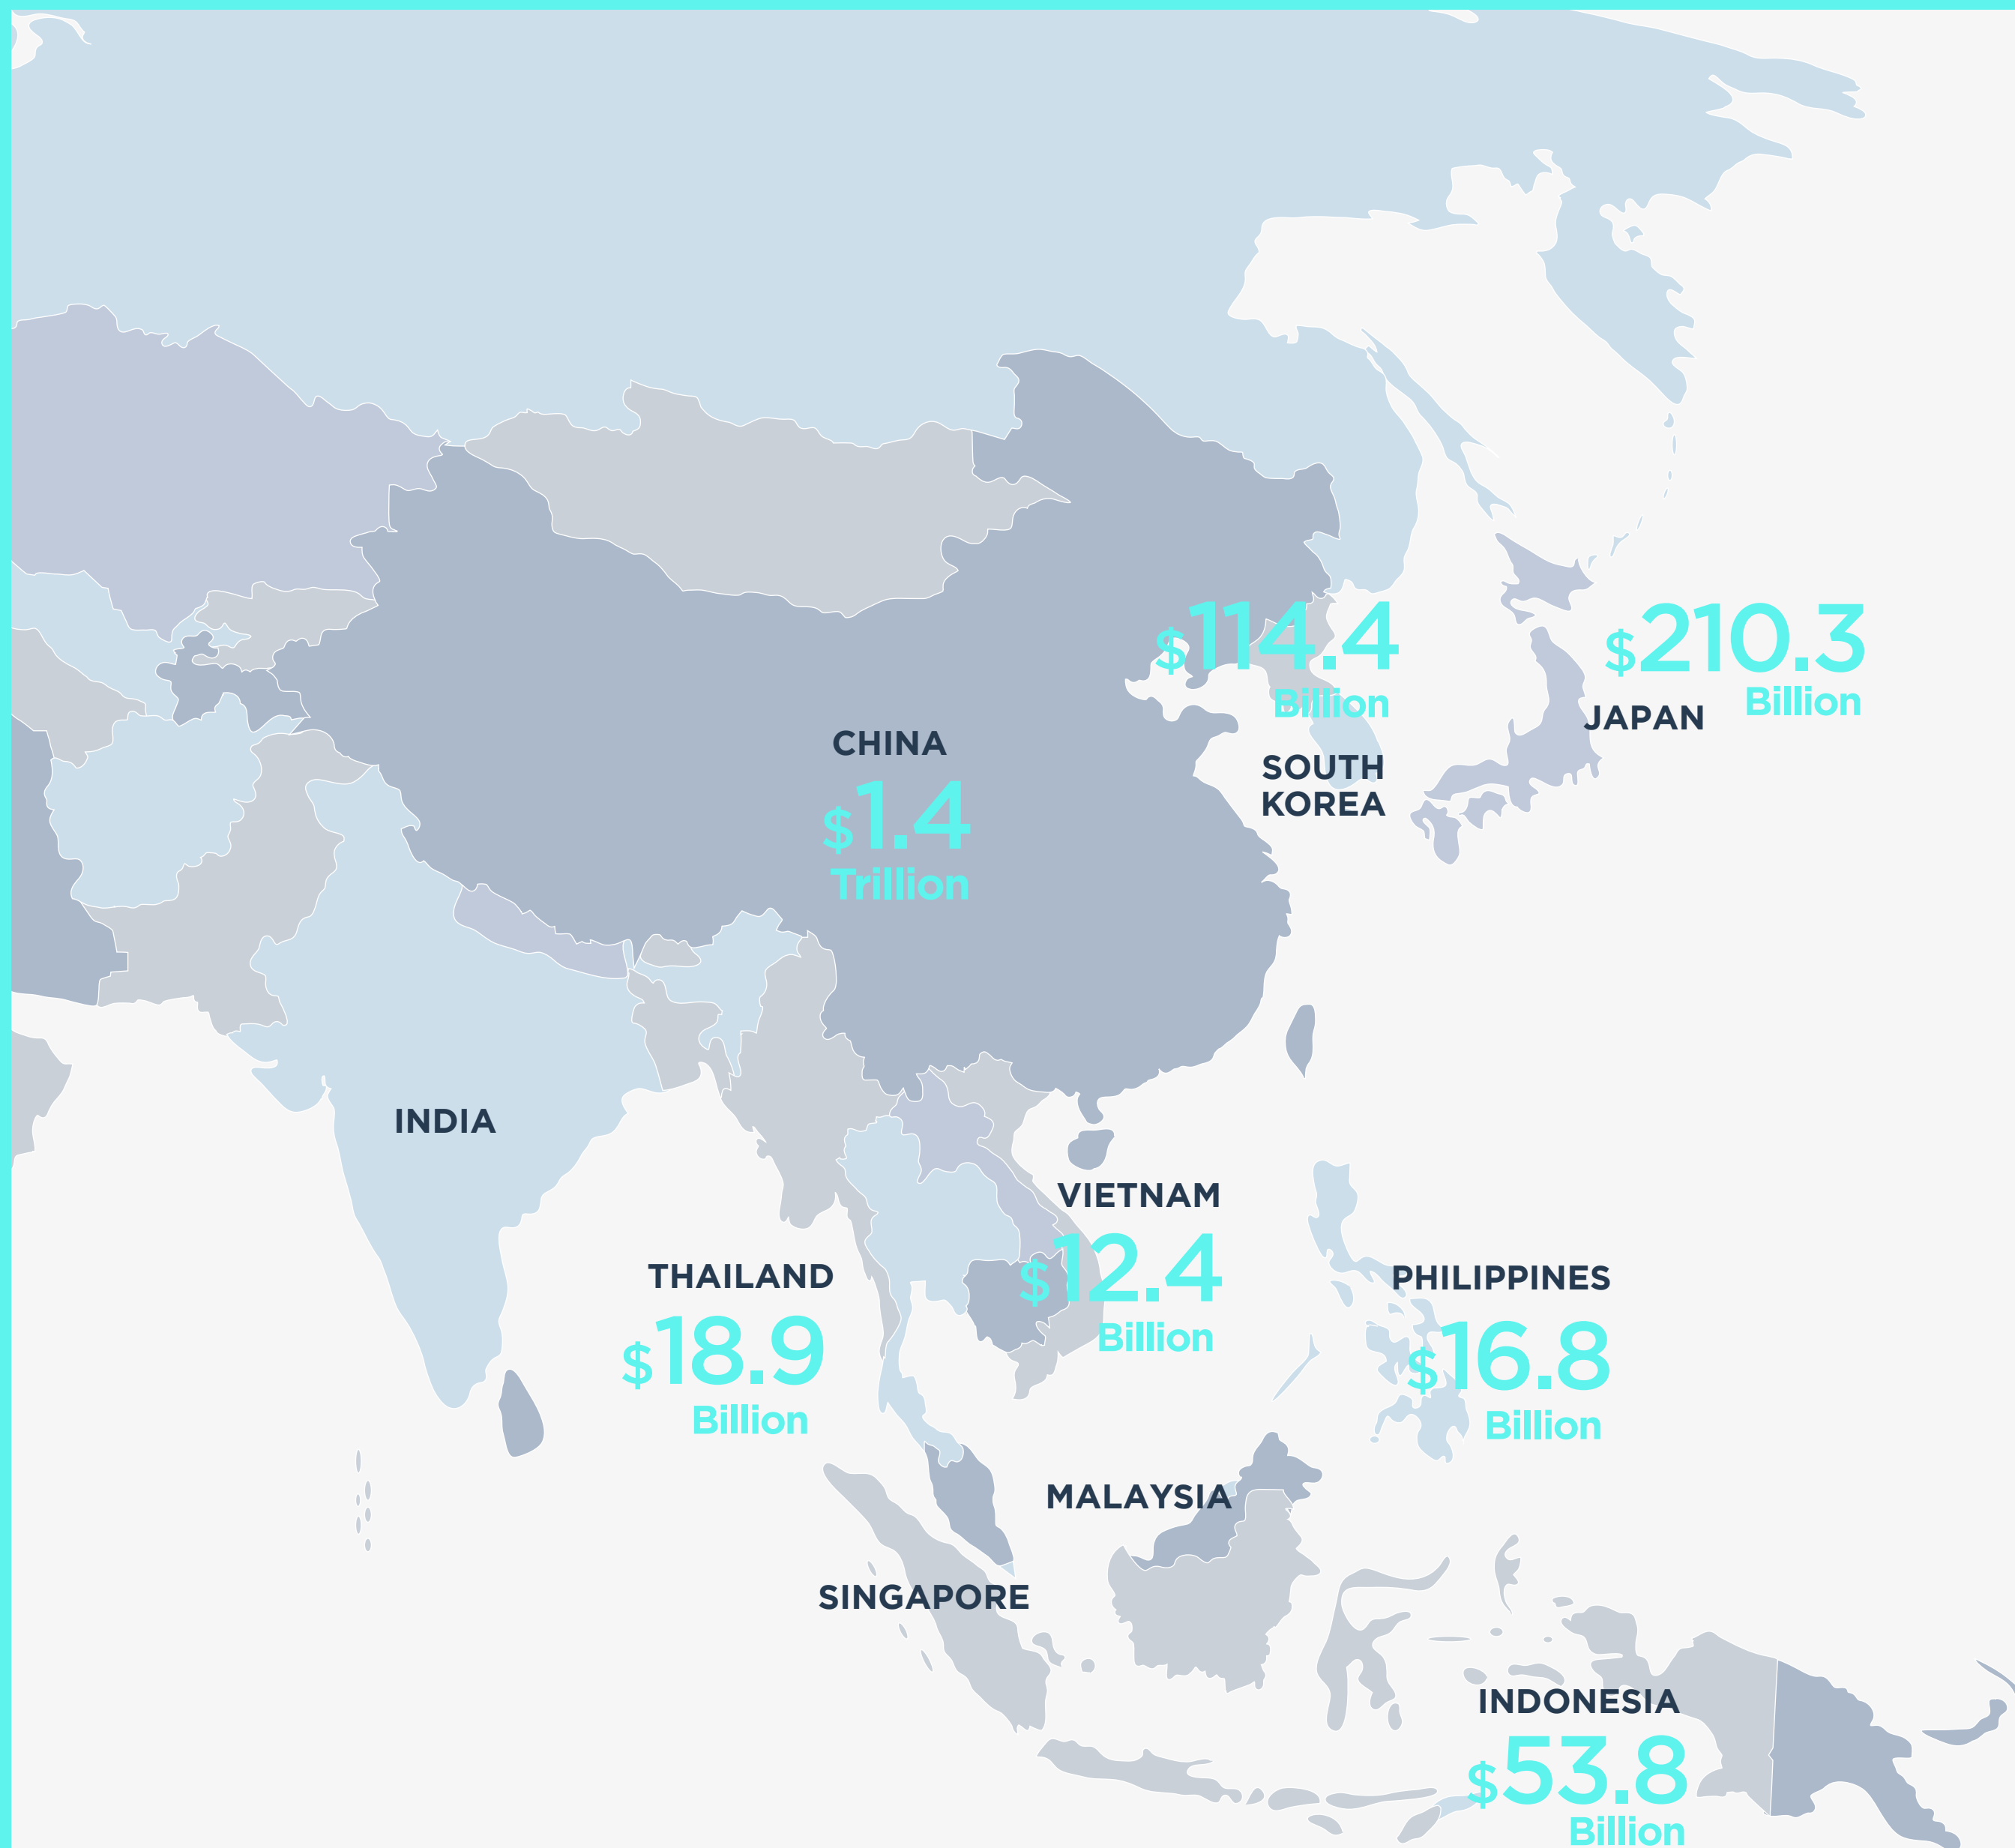 $114.4
Billion
SOUTH
KOREA
$210.3
Billion
JAPAN
CHINA
$1.4
Trillion
INDIA
VIETNAM
$12.4
Billion
THAILAND
$18.9
Billion
PHILIPPINES
$16.8
Billion
MALAYSIA
SINGAPORE
INDONESIA
$53.8
Billion